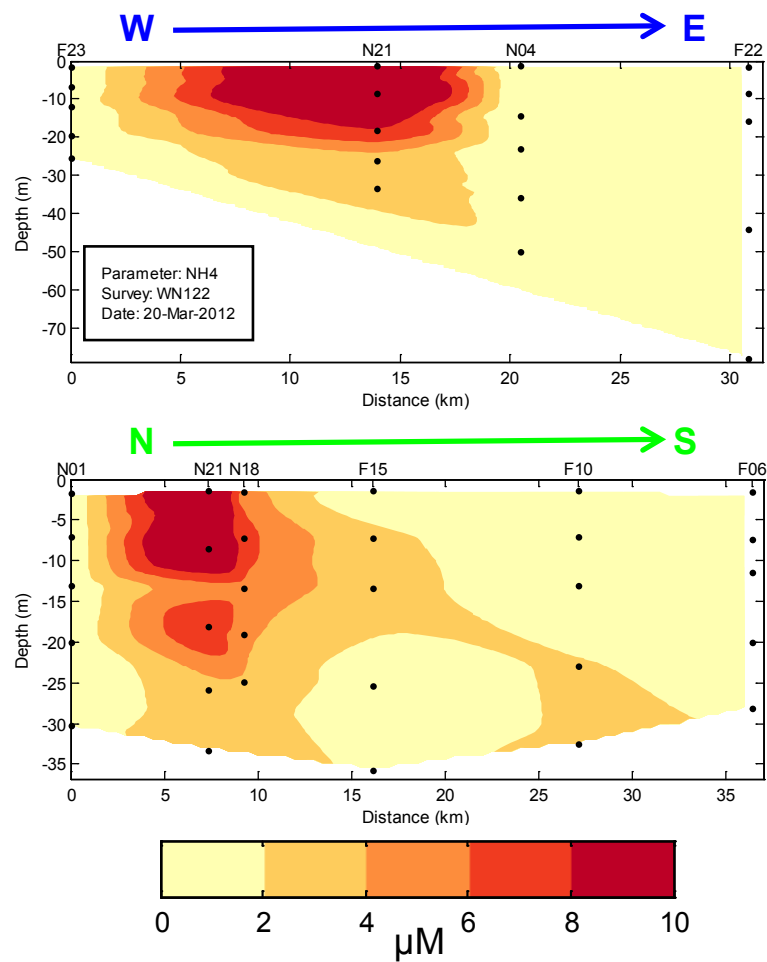 W E
F23 N21 N04 F22
0
-10
-20
-30
-40
-50
-60
-70
Depth (m)
Parameter: NH4
Survey: WN122
Date: 20-Mar-2012
0 5 10 15 20 25 30
Distance (km)
N S
N01 N21 N18 F15 F10 F06
0
-5
-10
-15
-20
-25
-30
-35
Depth (m)
0 5 10 15 20 25 30 35
Distance (km)
0 2 4 6 8 10
µM